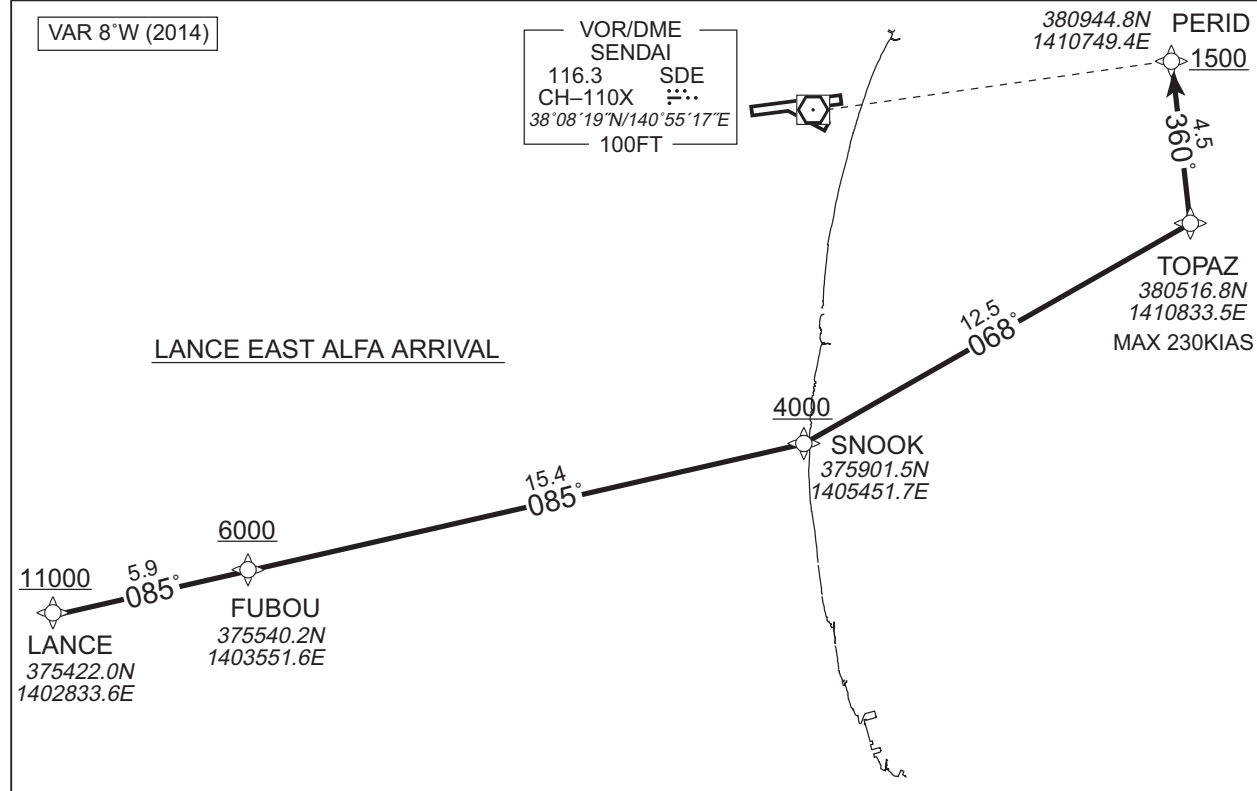 VAR 8°W (2014)
VOR/DME
SENDAI
116.3 SDE
CH–110X
38°08´19˝N/140°55´17˝E
100FT
380944.8N
1410749.4E
PERID
1500
4.5
360°
TOPAZ
380516.8N
1410833.5E
MAX 230KIAS
12.5
068°
LANCE EAST ALFA ARRIVAL
4000
SNOOK
375901.5N
1405451.7E
15.4
085°
6000
FUBOU
375540.2N
1403551.6E
5.9
085°
11000
LANCE
375422.0N
1402833.6E